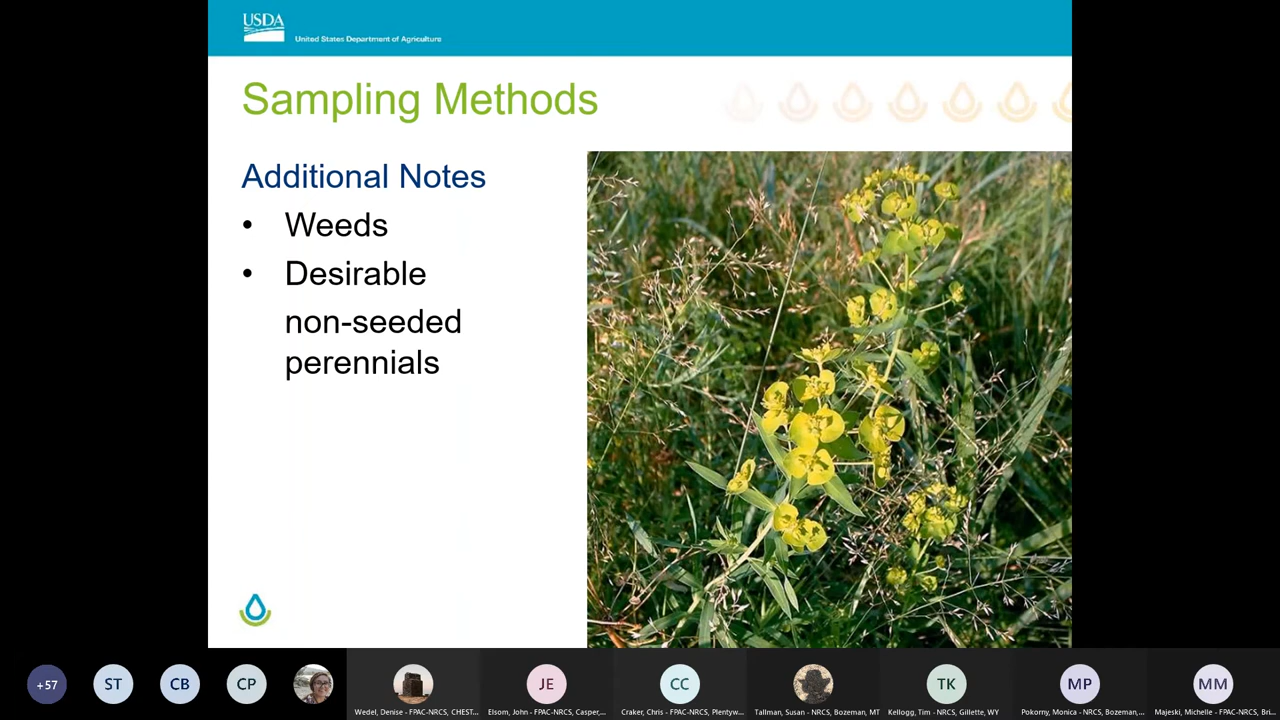 USDA
United States Department of Agriculture
Sampling Methods
Additional Notes
• Weeds
• Desirable
non-seeded
perennials
+57
ST
CB
CP
JE
CC
TK
MP
MM
Wedel, Denise - FPAC-NRCS, CHEST...
Elsom, John - FPAC-NRCS, Casper,...
Craker, Chris - FPAC-NRCS, Plentyw...
Tallman, Susan - NRCS, Bozeman, MT
Kellogg, Tim - NRCS, Gillette, WY
Pokorny, Monica - NRCS, Bozeman,...
Majeski, Michelle - FPAC-NRCS, Bri...